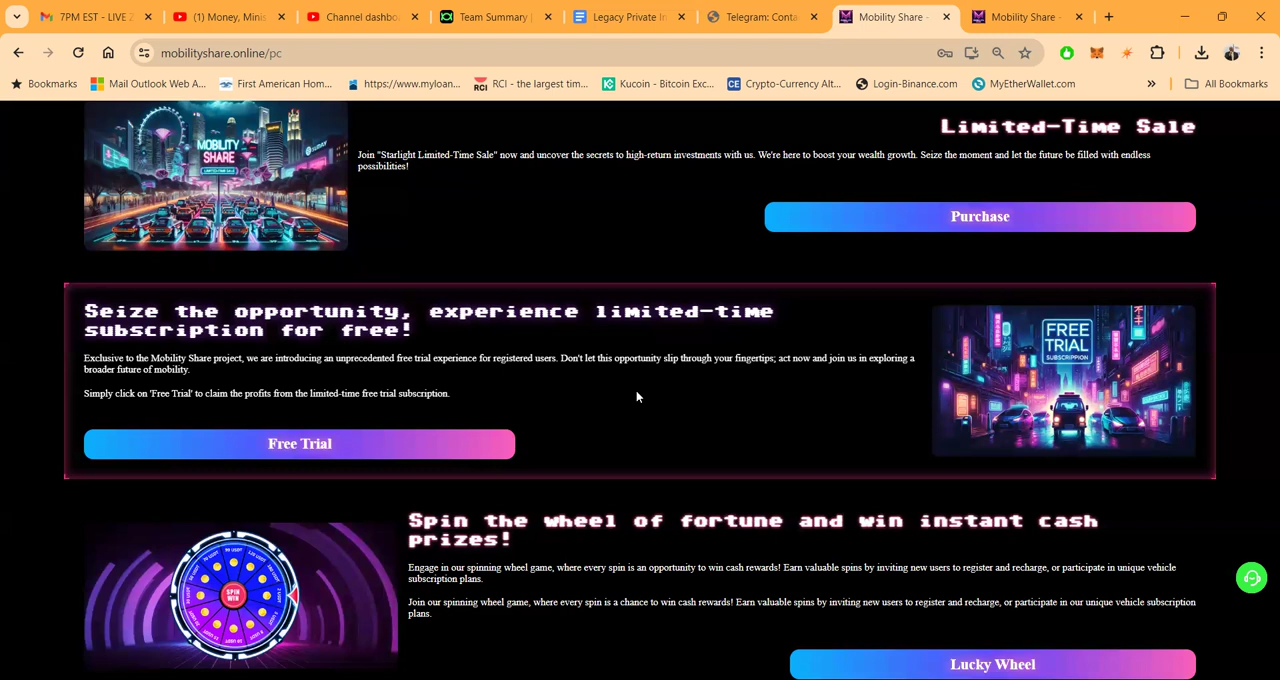 7PM EST - LIVE Z
(1) Money, Minis
Channel dashbo
Team Summary |
Legacy Private In
Telegram: Conta
Mobility Share -
Mobility Share -
mobilityshare.online/pc
Bookmarks
Mail Outlook Web A...
First American Hom...
https://www.myloan...
RCI - the largest tim...
Kucoin - Bitcoin Exc...
Crypto-Currency Alt...
Login-Binance.com
MyEtherWallet.com
All Bookmarks
MOBILITY
SHARE
LIMITED-TIME SALE
Limited-Time Sale
Join "Starlight Limited-Time Sale" now and uncover the secrets to high-return investments with us. We're here to boost your wealth growth. Seize the moment and let the future be filled with endless
possibilities!
Purchase
Seize the opportunity, experience limited-time
subscription for free!
Exclusive to the Mobility Share project, we are introducing an unprecedented free trial experience for registered users. Don't let this opportunity slip through your fingertips; act now and join us in exploring a
broader future of mobility.
Simply click on 'Free Trial' to claim the profits from the limited-time free trial subscription.
Free Trial
FREE
TRIAL
SUBSCRIPPTION
Spin the wheel of fortune and win instant cash
prizes!
Engage in our spinning wheel game, where every spin is an opportunity to win cash rewards! Earn valuable spins by inviting new users to register and recharge, or participate in unique vehicle
subscription plans.
Join our spinning wheel game, where every spin is a chance to win cash rewards! Earn valuable spins by inviting new users to register and recharge, or participate in our unique vehicle subscription
plans.
SPIN
WIN
Lucky Wheel